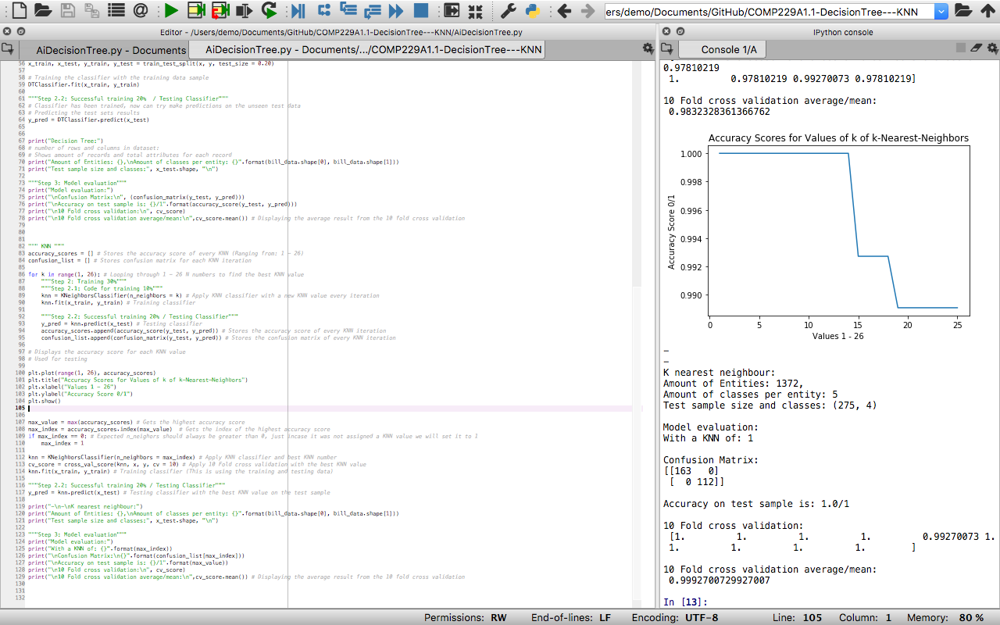 ers/demo/Documents/GitHub/COMP229A1.1-DecisionTree---KNN
Editor - /Users/demo/Documents/GitHub/COMP229A1.1-DecisionTree---KNN/AiDecisionTree.py
AiDecisionTree.py - Documents
AiDecisionTree.py - Documents/.../COMP229A1.1-DecisionTree---KNN
56 x_train, x_test, y_train, y_test = train_test_split(x, y, test_size = 0.20)
57
58 # Training the classifier with the training data sample
59 DTClassifier.fit(x_train, y_train)
60
61 """Step 2.2: Successful training 20%  / Testing Classifier"""
62 # Classifier has been trained, now can try make predictions on the unseen test data
63 # Predicting the test sets results
64 y_pred = DTClassifier.predict(x_test)
65
66
67 print("Decision Tree:")
68 # number of rows and columns in dataset:
69 # Shows amount of records and total attributes for each record
70 print("Amount of Entities: {},\nAmount of classes per entity: {}".format(bill_data.shape[0], bill_data.shape[1]))
71 print("Test sample size and classes:", x_test.shape, "\n")
72
73 """Step 3: Model evaluation"""
74 print("Model evaluation:")
75 print("\nConfusion Matrix:\n", (confusion_matrix(y_test, y_pred)))
76 print("\nAccuracy on test sample is: {}/1".format(accuracy_score(y_test, y_pred)))
77 print("\n10 Fold cross validation:\n", cv_score)
78 print("\n10 Fold cross validation average/mean:\n",cv_score.mean()) # Displaying the average result from the 10 fold cross validation
79
80
81
82 """ KNN """
83 accuracy_scores = [] # Stores the accuracy score of every KNN (Ranging from: 1 - 26)
84 confusion_list = [] # Stores confusion matrix for each KNN iteration
85
86 for k in range(1, 26): # Looping through 1 - 26 N numbers to find the best KNN value
87     """Step 2: Training 30%"""
88     """Step 2.1: Code for training 10%"""
89     knn = KNeighborsClassifier(n_neighbors = k) # Apply KNN classifier with a new KNN value every iteration
90     knn.fit(x_train, y_train) # Training classifier
91
92     """Step 2.2: Successful training 20% / Testing Classifier"""
93     y_pred = knn.predict(x_test) # Testing classifier
94     accuracy_scores.append(accuracy_score(y_test, y_pred)) # Stores the accuracy score of every KNN iteration
95     confusion_list.append(confusion_matrix(y_test, y_pred)) # Stores the confusion matrix of every KNN iteration
96
97 # Displays the accuracy score for each KNN value
98 # Used for testing
99
100 plt.plot(range(1, 26), accuracy_scores)
101 plt.title("Accuracy Scores for Values of k of k-Nearest-Neighbors")
102 plt.xlabel("Values 1 - 26")
103 plt.ylabel("Accuracy Score 0/1")
104 plt.show()
105
106
107 max_value = max(accuracy_scores) # Gets the highest accuracy score
108 max_index = accuracy_scores.index(max_value)  # Gets the index of the highest accuracy score
109 if max_index == 0: # Expected n_neighors should always be greater than 0, just incase it was not assigned a KNN value we will set it to 1
110     max_index = 1
111
112 knn = KNeighborsClassifier(n_neighbors = max_index) # Apply KNN classifier and best KNN number
113 cv_score = cross_val_score(knn, x, y, cv = 10) # Apply 10 Fold cross validation with the best KNN value
114 knn.fit(x_train, y_train) # Training classifier (This is using the training and testing data)
115
116 """Step 2.2: Successful training 20% / Testing Classifier"""
117 y_pred = knn.predict(x_test) # Testing classifier with the best KNN value on the test sample
118
119 print("-\n-\nK nearest neighbour:")
120 print("Amount of Entities: {},\nAmount of classes per entity: {}".format(bill_data.shape[0], bill_data.shape[1]))
121 print("Test sample size and classes:", x_test.shape, "\n")
122
123 """Step 3: Model evaluation"""
124 print("Model evaluation:")
125 print("With a KNN of: {}".format(max_index))
126 print("\nConfusion Matrix:\n{}".format(confusion_list[max_index]))
127 print("\nAccuracy on test sample is: {}/1".format(max_value))
128 print("\n10 Fold cross validation:\n", cv_score)
129 print("\n10 Fold cross validation average/mean:\n",cv_score.mean()) # Displaying the average result from the 10 fold cross validation
130
131
132
IPython console
Console 1/A
0.97810219
1. 0.97810219 0.99270073 0.97810219]
10 Fold cross validation average/mean:
0.9832328361366762
Accuracy Scores for Values of k of k-Nearest-Neighbors
1.000
0.998
0.996
0.994
0.992
0.990
Accuracy Score 0/1
0 5 10 15 20 25
Values 1 - 26
-
-
K nearest neighbour:
Amount of Entities: 1372,
Amount of classes per entity: 5
Test sample size and classes: (275, 4)
Model evaluation:
With a KNN of: 1
Confusion Matrix:
[[163   0]
[  0 112]]
Accuracy on test sample is: 1.0/1
10 Fold cross validation:
[1. 1. 1. 1. 0.99270073 1.
1. 1. 1. 1. ]
10 Fold cross validation average/mean:
0.9992700729927007
In [13]:
Permissions: RW End-of-lines: LF Encoding: UTF-8 Line: 105 Column: 1 Memory: 80 %